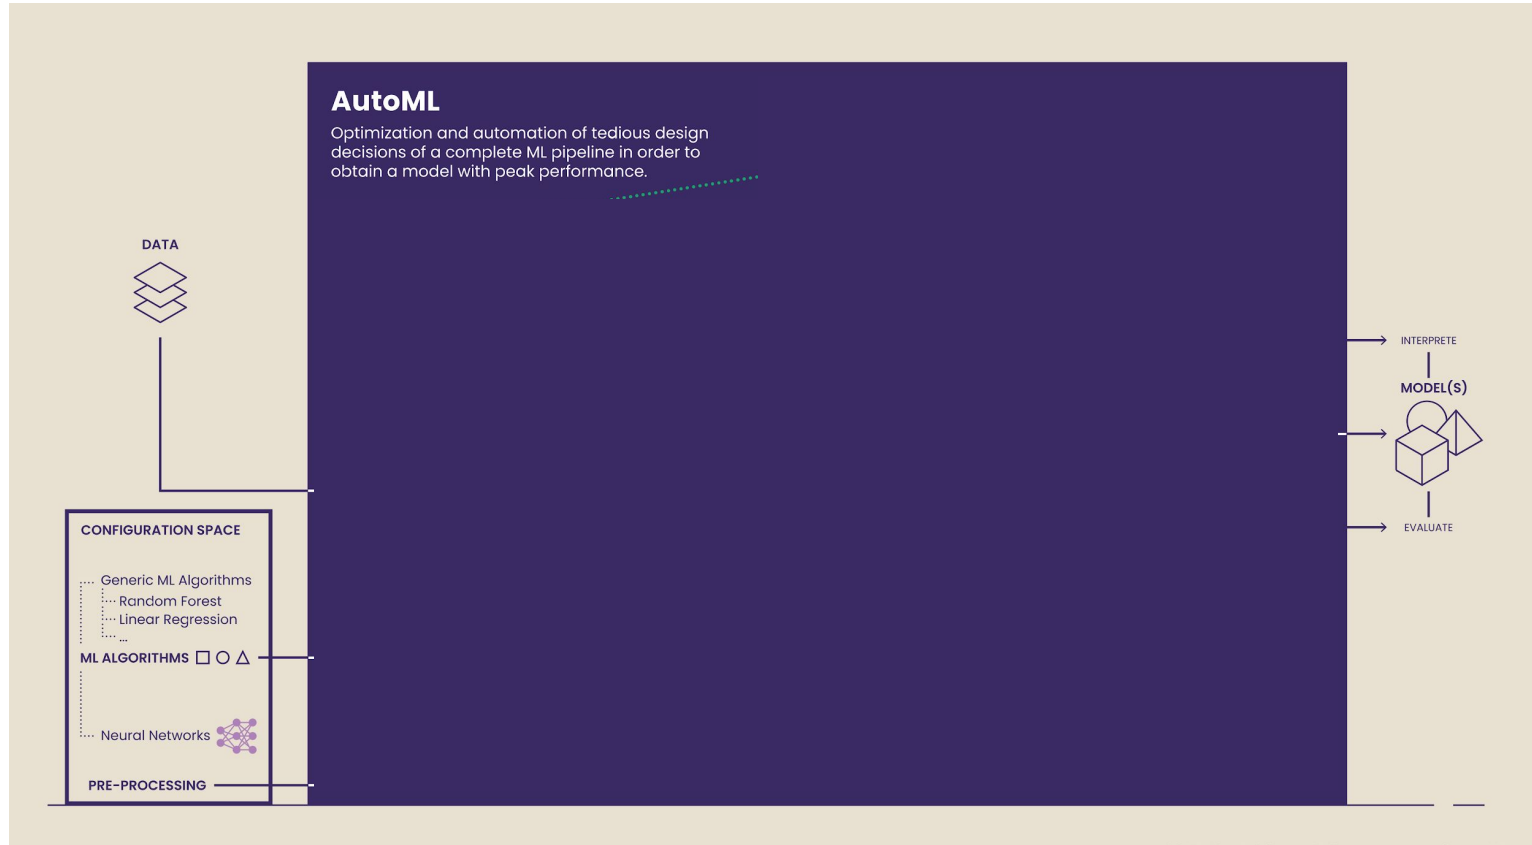 AutoML
Optimization and automation of tedious design
decisions of a complete ML pipeline in order to
obtain a model with peak performance.
DATA
CONFIGURATION SPACE
Generic ML Algorithms
Random Forest
Linear Regression
...
ML ALGORITHMS
Neural Networks
PRE-PROCESSING
INTERPRETE
MODEL(S)
EVALUATE